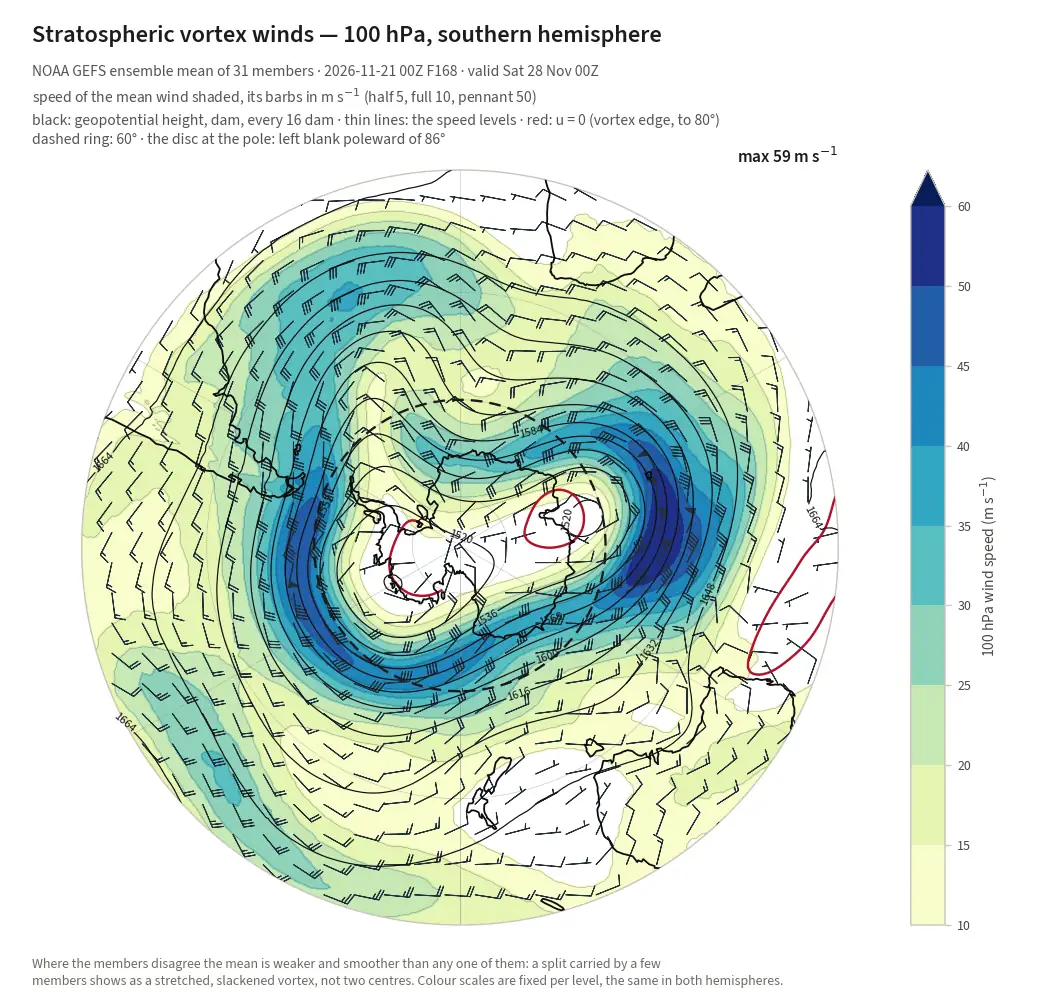 Stratospheric vortex winds — 100 hPa, southern hemisphere
NOAA GEFS ensemble mean of 31 members · 2026-11-21 00Z F168 · valid Sat 28 Nov 00Z
speed of the mean wind shaded, its barbs in m s⁻¹ (half 5, full 10, pennant 50)
black: geopotential height, dam, every 16 dam · thin lines: the speed levels · red: u = 0 (vortex edge, to 80°)
dashed ring: 60° · the disc at the pole: left blank poleward of 86°
max 59 m s⁻¹
60
50
45
40
35
30
25
20
15
10
100 hPa wind speed (m s⁻¹)
1584
1664
1520
1520
1664
1648
1536
1632
1600
1616
1664
Where the members disagree the mean is weaker and smoother than any one of them: a split carried by a few
members shows as a stretched, slackened vortex, not two centres. Colour scales are fixed per level, the same in both hemispheres.